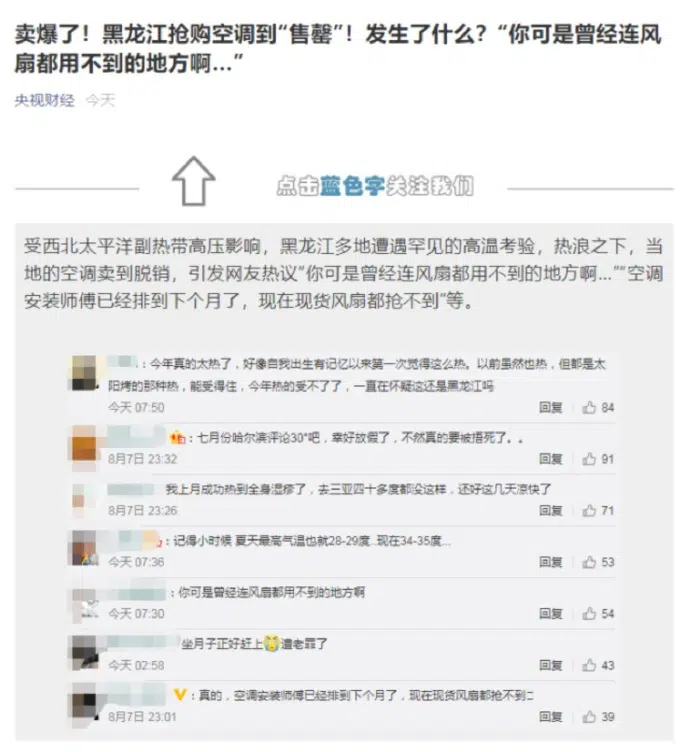 卖爆了！黑龙江抢购空调到“售罄”！发生了什么？“你可是曾经连风
扇都用不到的地方啊...”
央视财经 今天
点击蓝色字关注我们
受西北太平洋副热带高压影响，黑龙江多地遭遇罕见的高温考验，热浪之下，当
地的空调卖到脱销，引发网友热议“你可是曾经连风扇都用不到的地方啊...”“空调
安装师傅已经排到下个月了，现在现货风扇都抢不到”等。
：今年真的太热了，好像自我出生有记忆以来第一次觉得这么热。以前虽然也热，但都是太
阳烤的那种热，能受得住，今年热的受不了了，一直在怀疑这还是黑龙江吗
今天 07:50 回复 84
：七月份哈尔滨评论30°吧，幸好放假了，不然真的要被捂死了。。
8月7日 23:32 回复 91
我上月成功热到全身湿疹了，去三亚四十多度都没这样，还好这几天凉快了
8月7日 23:26 回复 71
：记得小时候 夏天最高气温也就28-29度..现在34-35度...
今天 07:36 回复 53
：你可是曾经连风扇都用不到的地方啊
今天 07:30 回复 54
坐月子正好赶上😭遭老罪了
今天 02:58 回复 43
：真的，空调安装师傅已经排到下个月了，现在现货风扇都抢不到
8月7日 23:01 回复 39